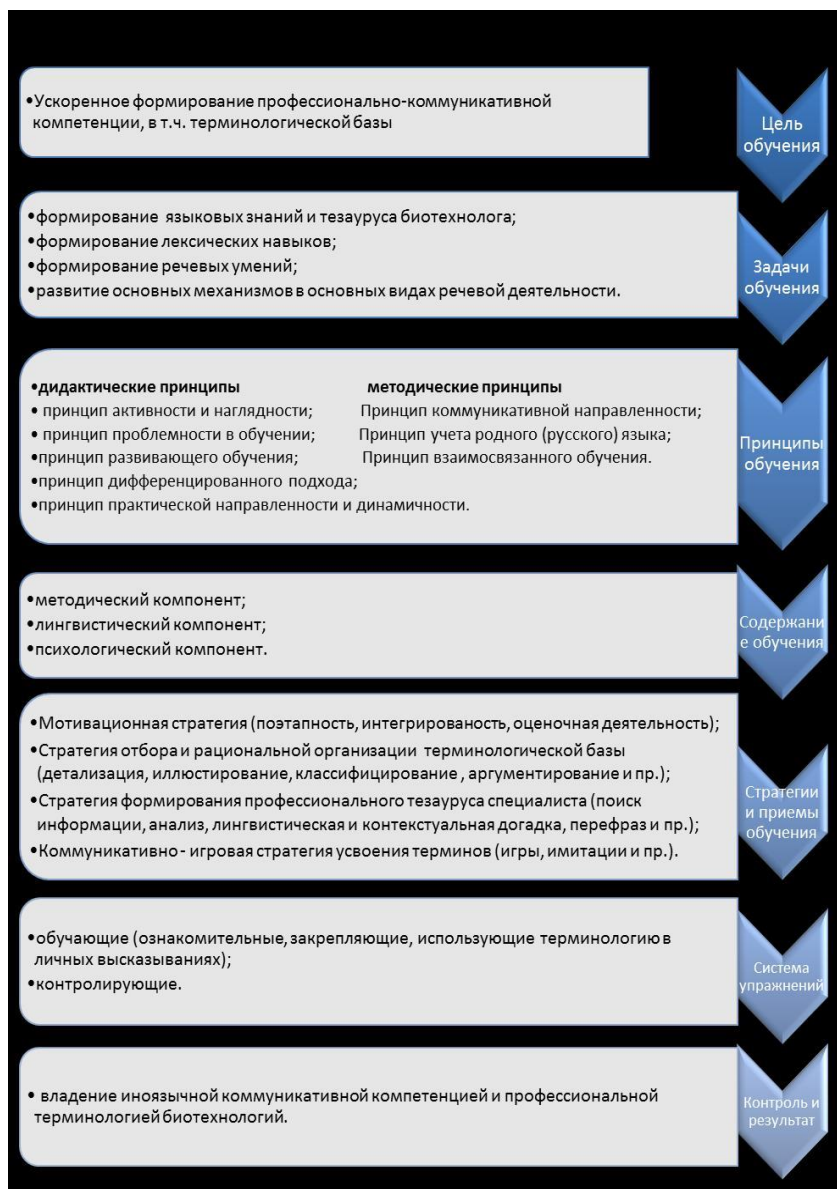 •Ускоренное формирование профессионально-коммуникативной
компетенции, в т.ч. терминологической базы
Цель
обучения
•формирование языковых знаний и тезауруса биотехнолога;
•формирование лексических навыков;
•формирование речевых умений;
•развитие основных механизмов в основных видах речевой деятельности.
Задачи
обучения
•дидактические принципы методические принципы
• принцип активности и наглядности; Принцип коммуникативной направленности;
• принцип проблемности в обучении; Принцип учета родного (русского) языка;
•принцип развивающего обучения; Принцип взаимосвязанного обучения.
•принцип дифференцированного подхода;
•принцип практической направленности и динамичности.
Принципы
обучения
•методический компонент;
•лингвистический компонент;
•психологический компонент.
Содержани
е обучения
•Мотивационная стратегия (поэтапность, интегрированость, оценочная деятельность);
•Стратегия отбора и рациональной организации терминологической базы
(детализация, иллюстирование, классифицирование , аргументирование и пр.);
•Стратегия формирования профессионального тезауруса специалиста (поиск
информации, анализ, лингвистическая и контекстуальная догадка, перефраз и пр.);
•Коммуникативно- игровая стратегия усвоения терминов (игры, имитации и пр.).
Стратегии
и приемы
обучения
•обучающие (ознакомительные, закрепляющие, использующие терминологию в
личных высказываниях);
•контролирующие.
Система
упражнений
• владение иноязычной коммуникативной компетенцией и профессиональной
терминологией биотехнологий.
Контроль и
результат